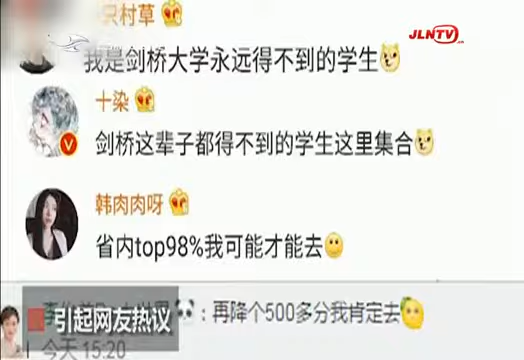 JLNTV
只村草
我是剑桥大学永远得不到的学生
十染
剑桥这辈子都得不到的学生这里集合
韩肉肉呀
省内top98%我可能才能去
：再降个500多分我肯定去
引起网友热议
今天 15:20